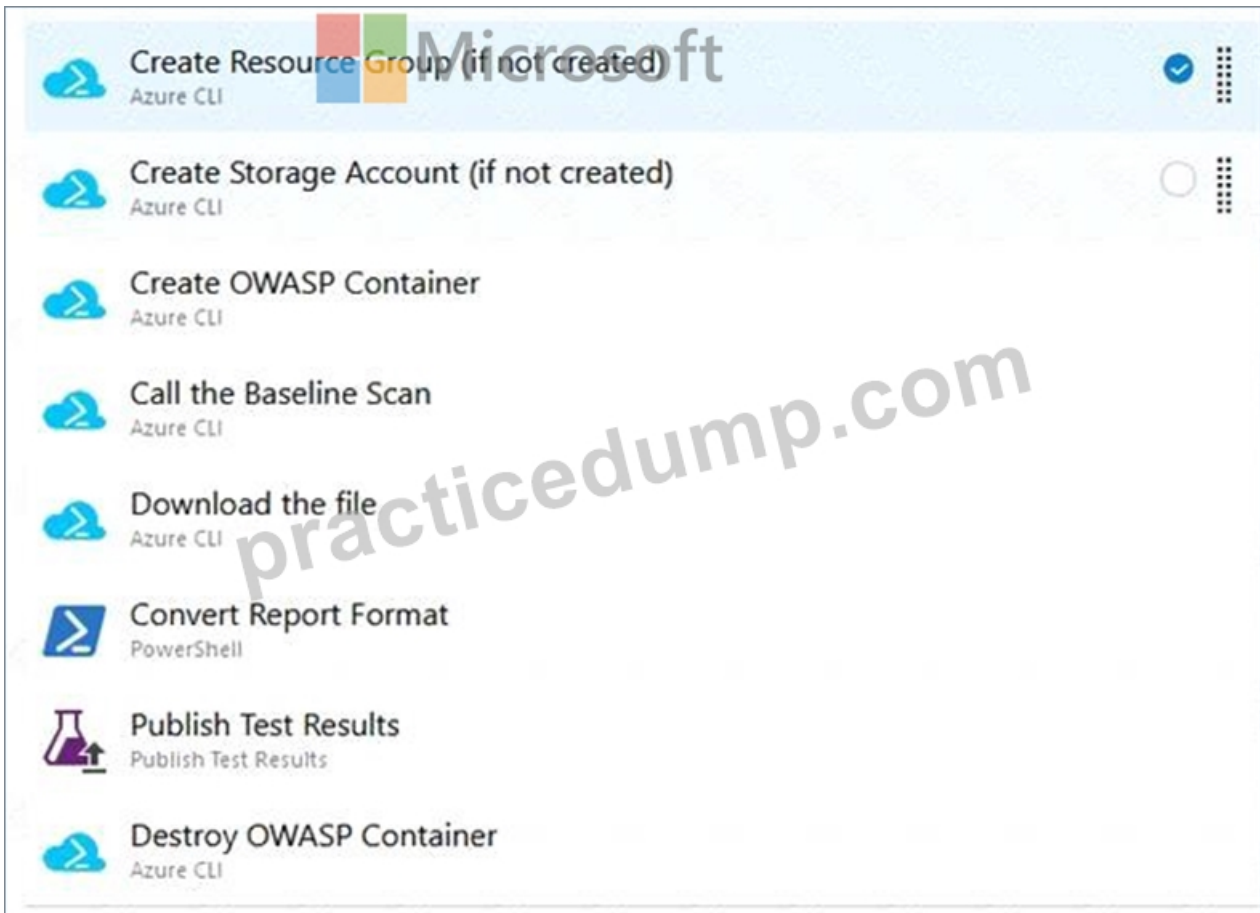 Microsoft
Create Resource Group (if not created)
Azure CLI
Create Storage Account (if not created)
Azure CLI
Create OWASP Container
Azure CLI
Call the Baseline Scan
Azure CLI
Download the file
Azure CLI
practicedump.com
Convert Report Format
PowerShell
Publish Test Results
Publish Test Results
Destroy OWASP Container
Azure CLI